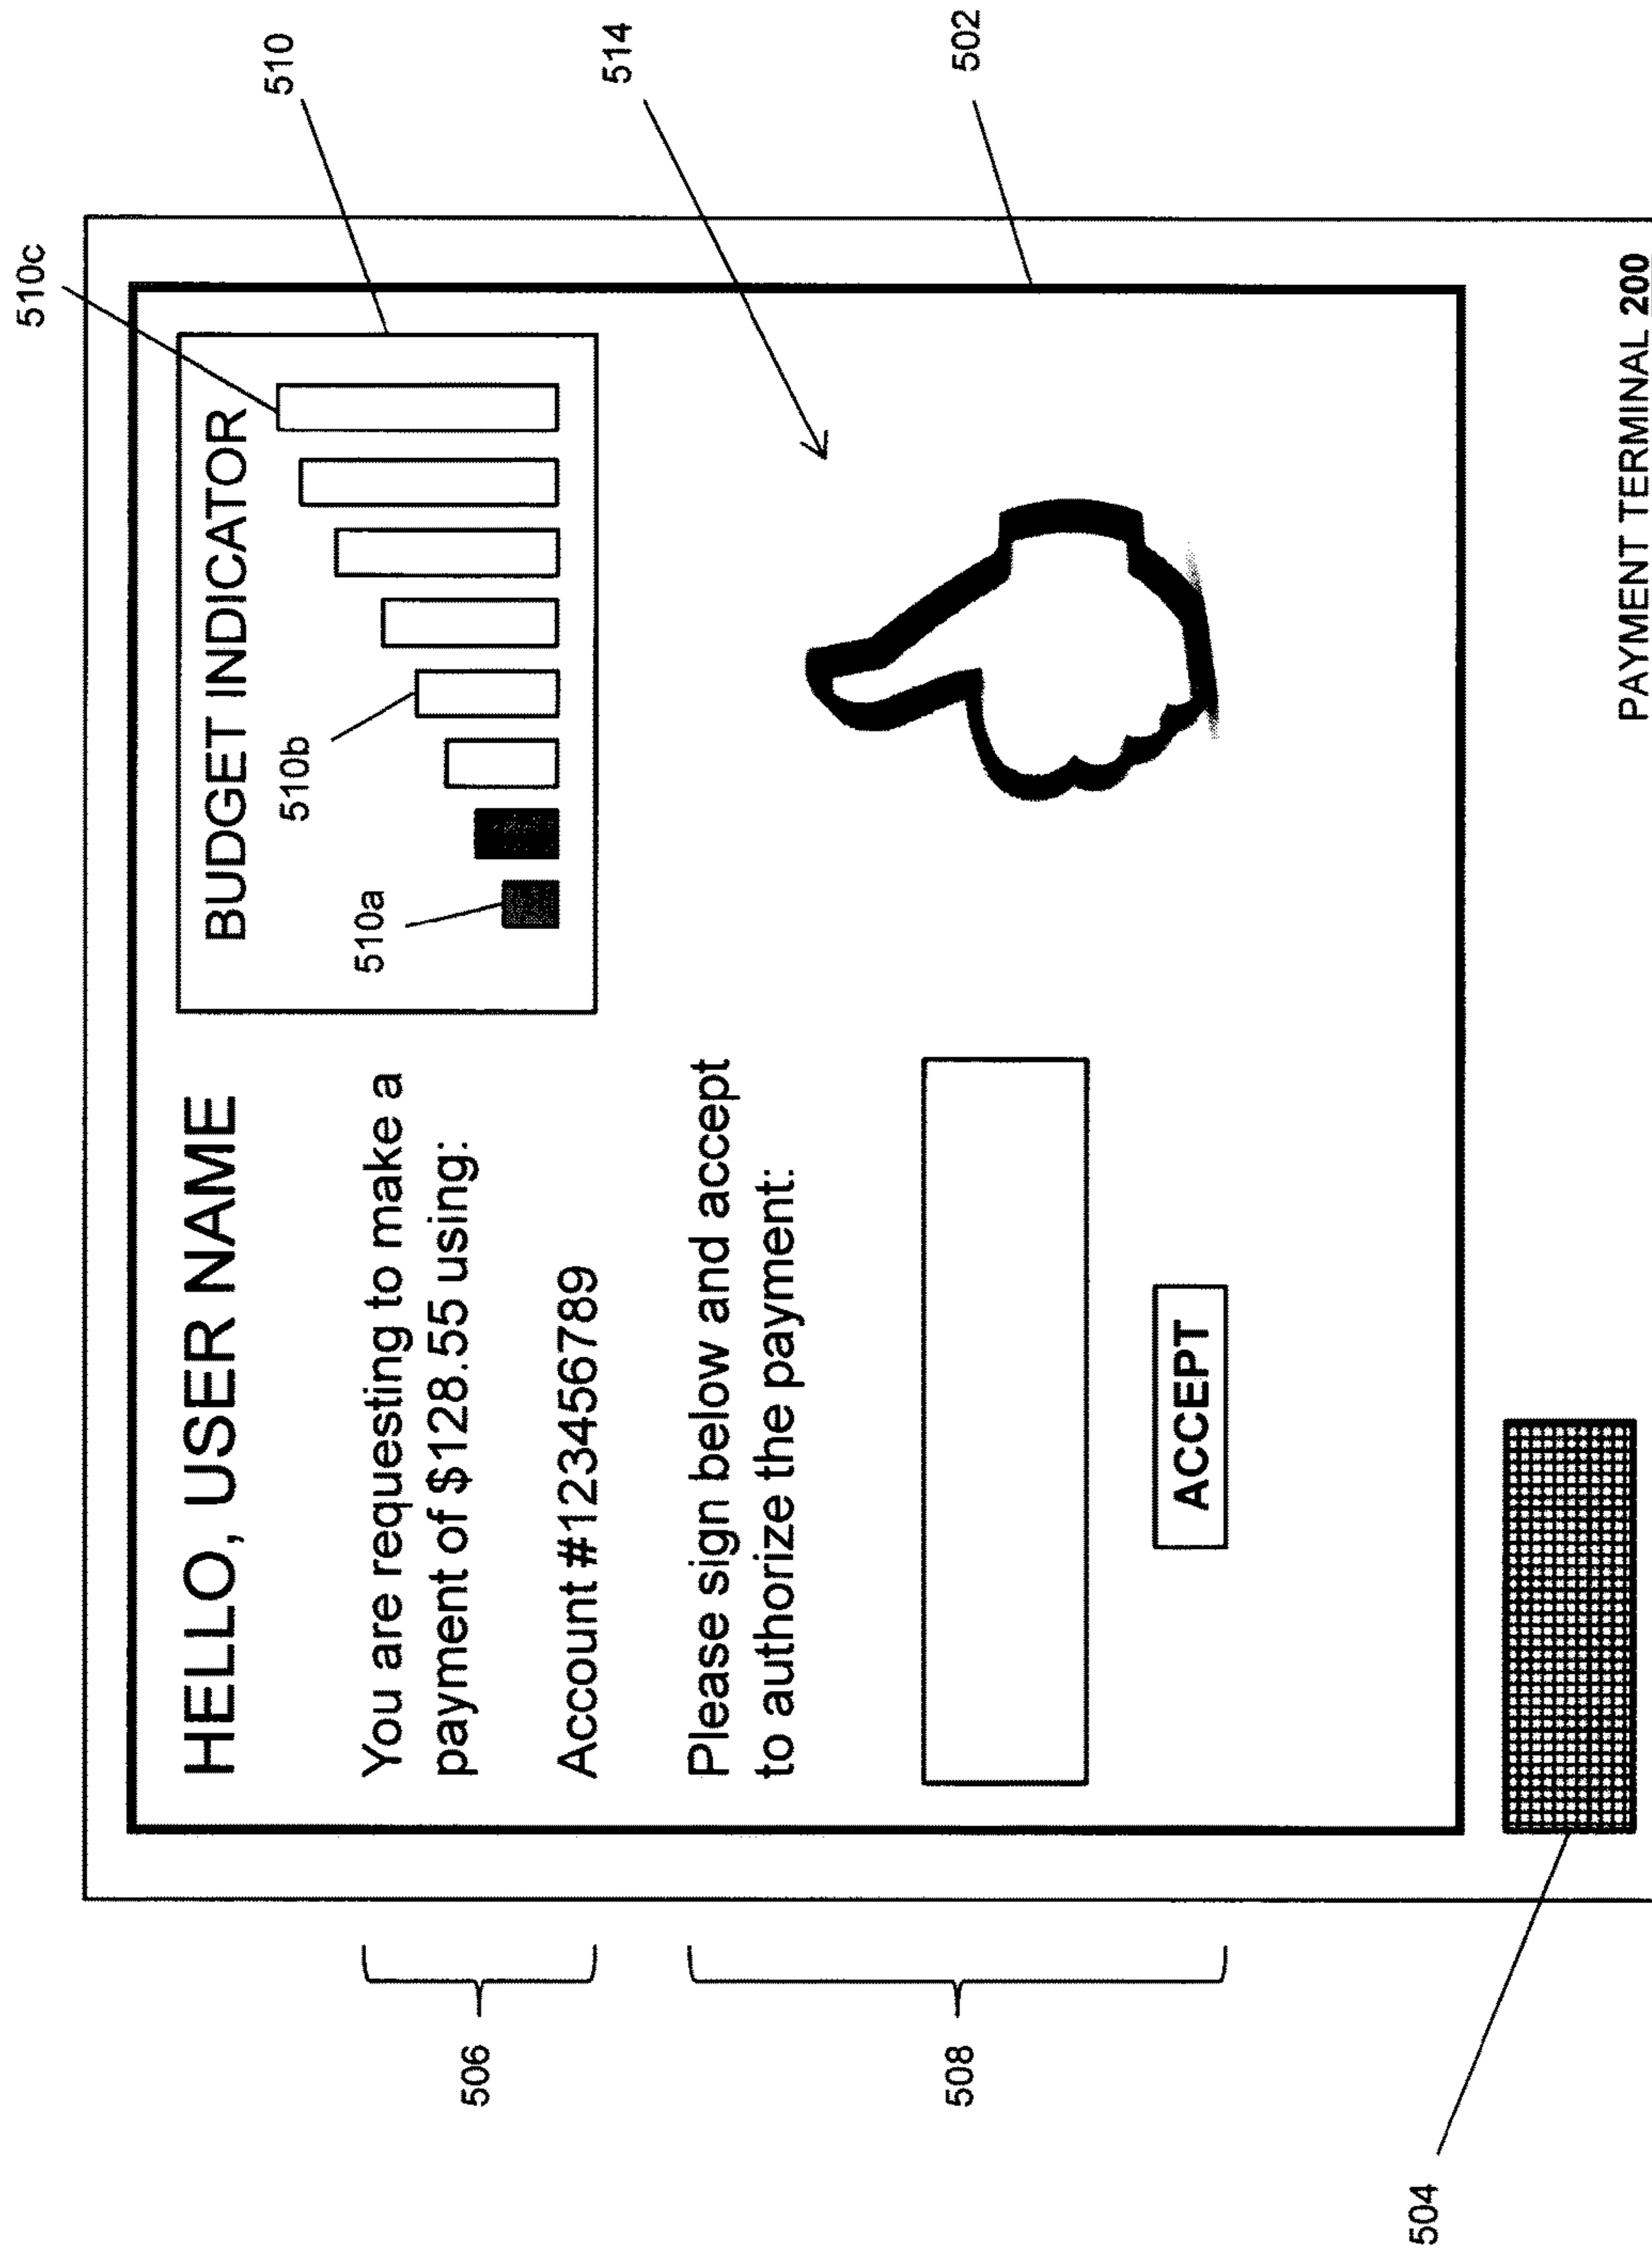 HELLO, USER NAME
You are requesting to make a
payment of $128.55 using:
Account #123456789
Please sign below and accept
to authorize the payment:
ACCEPT
BUDGET INDICATOR
510a
510b
510c
510
514
502
506
508
504
PAYMENT TERMINAL 200